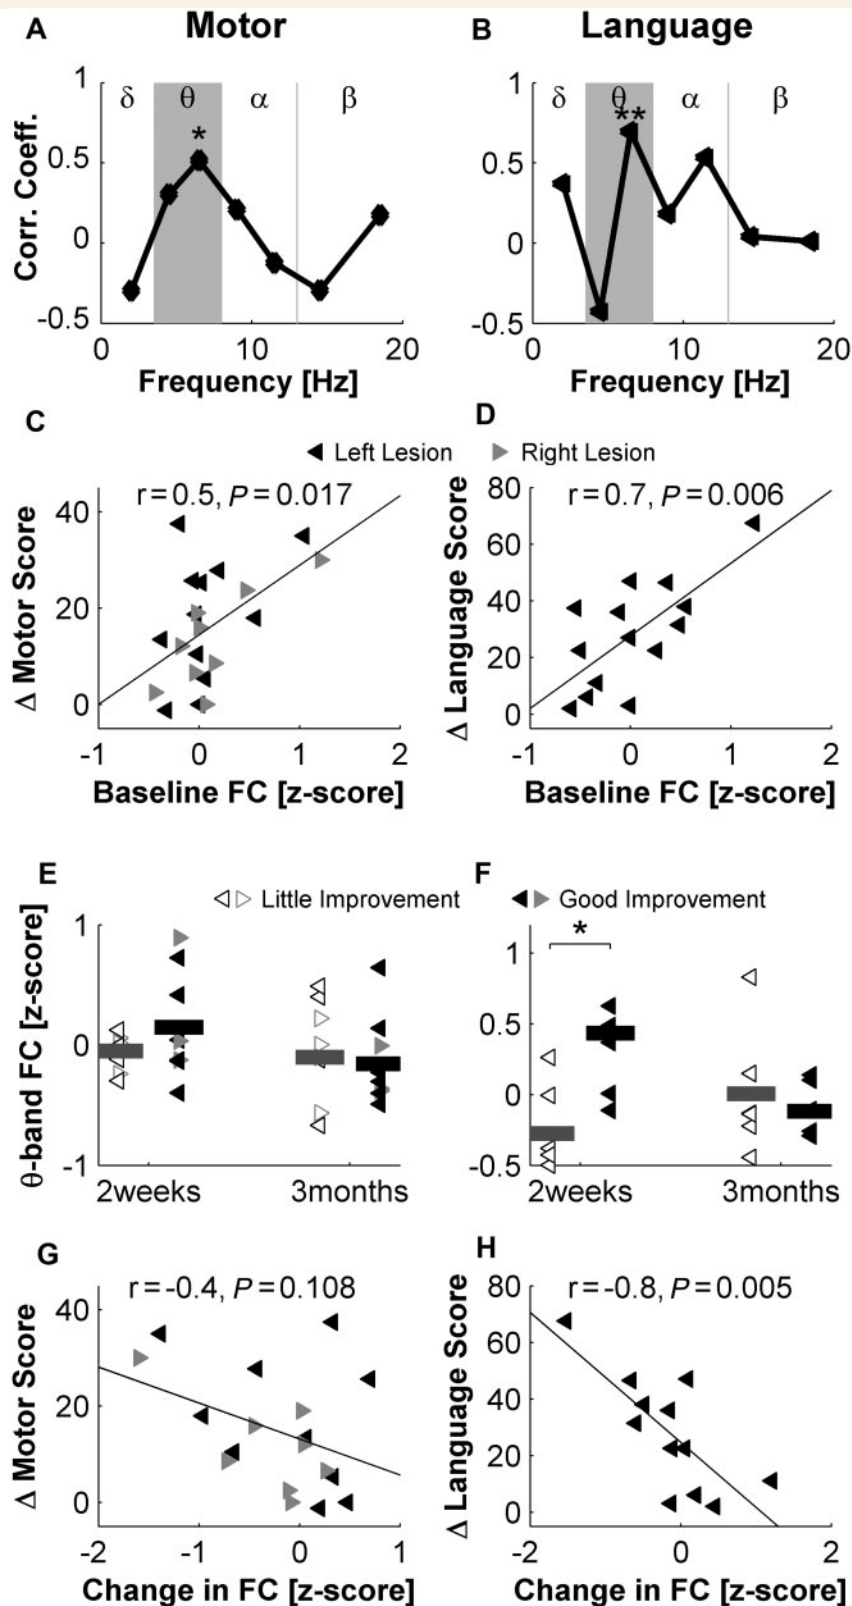 A Motor
B Language
1
0.5
0
-0.5
Corr. Coeff.
δ θ α β
*
0 10 20
Frequency [Hz]
1
0.5
0
-0.5
δ θ α β
**
0 10 20
Frequency [Hz]
C
D
Left Lesion Right Lesion
r = 0.5, P = 0.017
40
20
0
Δ Motor Score
-1 0 1 2
Baseline FC [z-score]
r = 0.7, P = 0.006
80
60
40
20
0
Δ Language Score
-1 0 1 2
Baseline FC [z-score]
E
F
Little Improvement Good Improvement
1
0
-1
θ-band FC [z-score]
2weeks 3months
*
1
0.5
0
-0.5
2weeks 3months
G
H
r = -0.4, P = 0.108
40
20
0
Δ Motor Score
-2 -1 0 1
Change in FC [z-score]
r = -0.8, P = 0.005
80
60
40
20
0
Δ Language Score
-2 0 2
Change in FC [z-score]